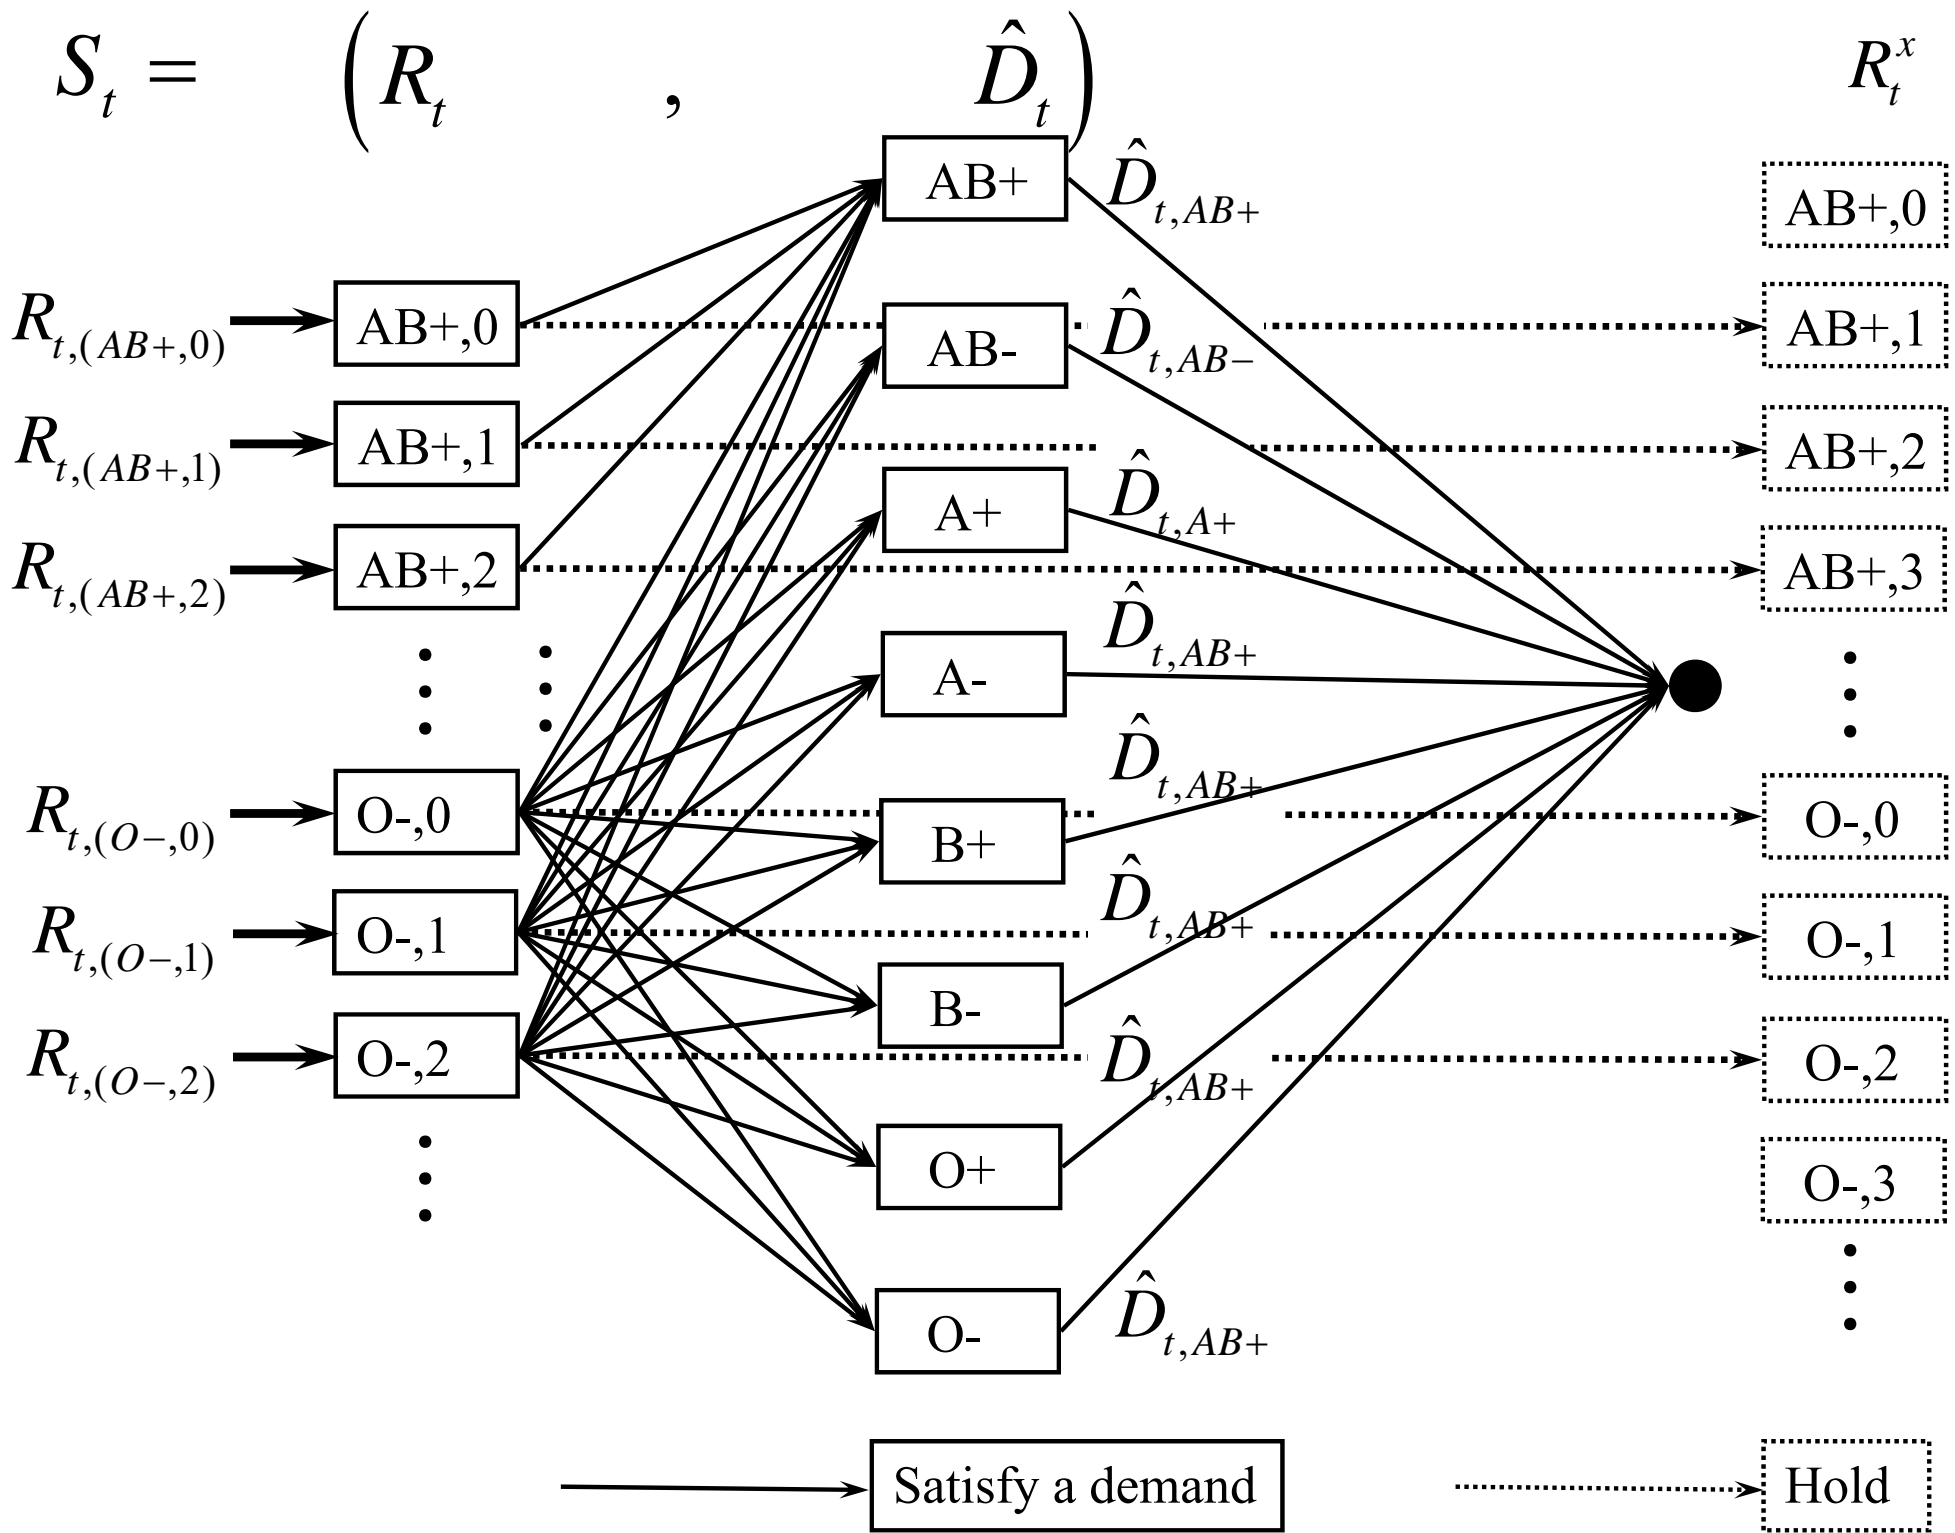 S_t = (R_t , D̂_t) R_t^x
AB+ D̂_{t,AB+} AB+,0
R_{t,(AB+,0)} AB+,0 AB- D̂_{t,AB-} AB+,1
R_{t,(AB+,1)} AB+,1 AB+,2
A+ D̂_{t,A+}
R_{t,(AB+,2)} AB+,2 AB+,3
A- D̂_{t,AB+}
D̂_{t,AB+}
R_{t,(O-,0)} O-,0 B+ O-,0
R_{t,(O-,1)} O-,1 D̂_{t,AB+} O-,1
B-
R_{t,(O-,2)} O-,2 D̂_{t,AB+} O-,2
O+ O-,3
O- D̂_{t,AB+}
Satisfy a demand Hold